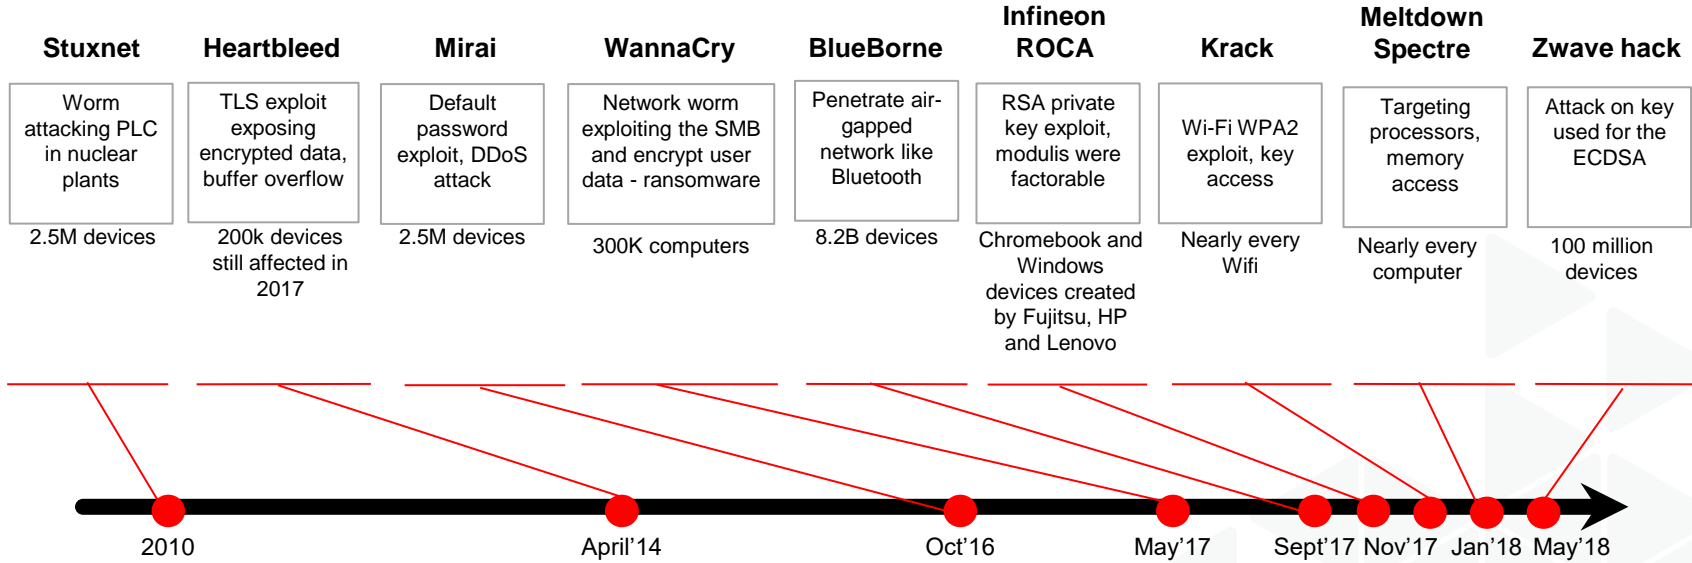 Stuxnet
Heartbleed
Mirai
WannaCry
BlueBorne
Infineon
ROCA
Krack
Meltdown
Spectre
Zwave hack
Worm
attacking PLC
in nuclear
plants
2.5M devices
TLS exploit
exposing
encrypted data,
buffer overflow
200k devices
still affected in
2017
Default
password
exploit, DDoS
attack
2.5M devices
Network worm
exploiting the SMB
and encrypt user
data - ransomware
300K computers
Penetrate air-
gapped
network like
Bluetooth
8.2B devices
RSA private
key exploit,
modulis were
factorable
Chromebook and
Windows
devices created
by Fujitsu, HP
and Lenovo
Wi-Fi WPA2
exploit, key
access
Nearly every
Wifi
Targeting
processors,
memory
access
Nearly every
computer
Attack on key
used for the
ECDSA
100 million
devices
2010
April'14
Oct'16
May'17
Sept'17
Nov'17
Jan'18
May'18